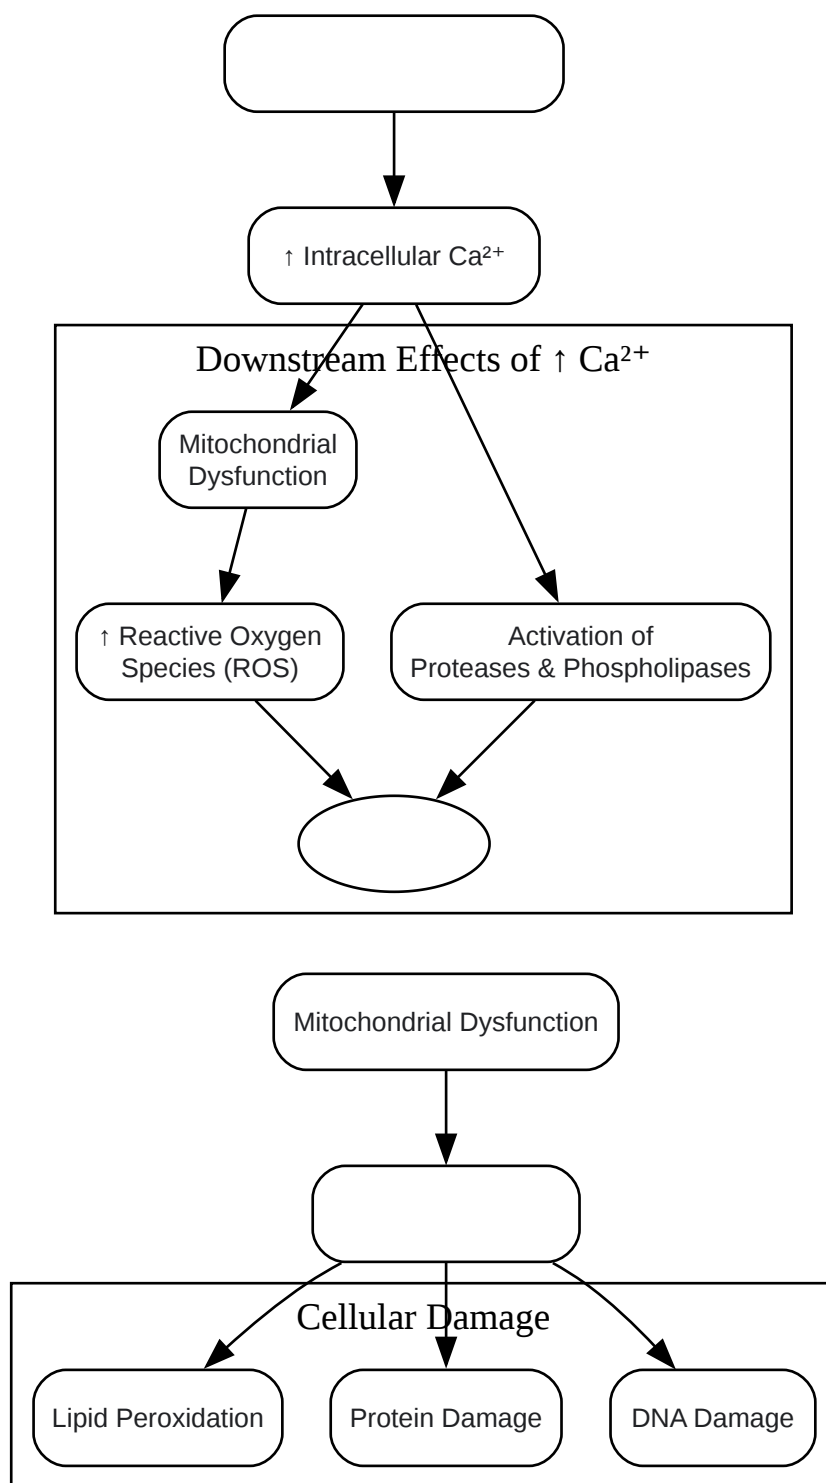 ↑ Intracellular Ca²⁺
Downstream Effects of ↑ Ca²⁺
Mitochondrial
Dysfunction
↑ Reactive Oxygen
Species (ROS)
Activation of
Proteases & Phospholipases
Mitochondrial Dysfunction
Cellular Damage
Lipid Peroxidation
Protein Damage
DNA Damage